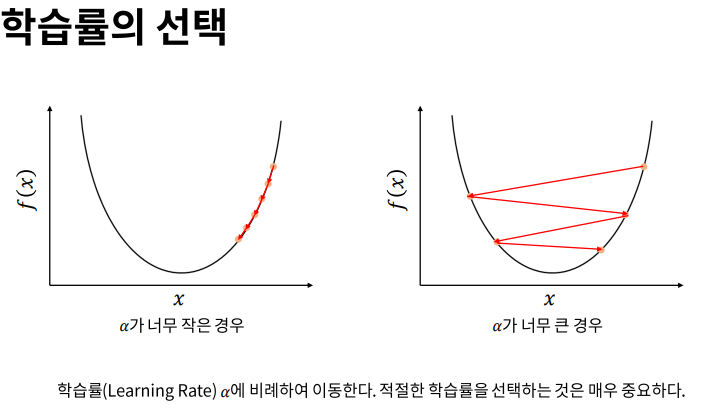 학습률의 선택
f(x)
f(x)
x
x
α가 너무 작은 경우
α가 너무 큰 경우
학습률(Learning Rate) α에 비례하여 이동한다. 적절한 학습률을 선택하는 것은 매우 중요하다.